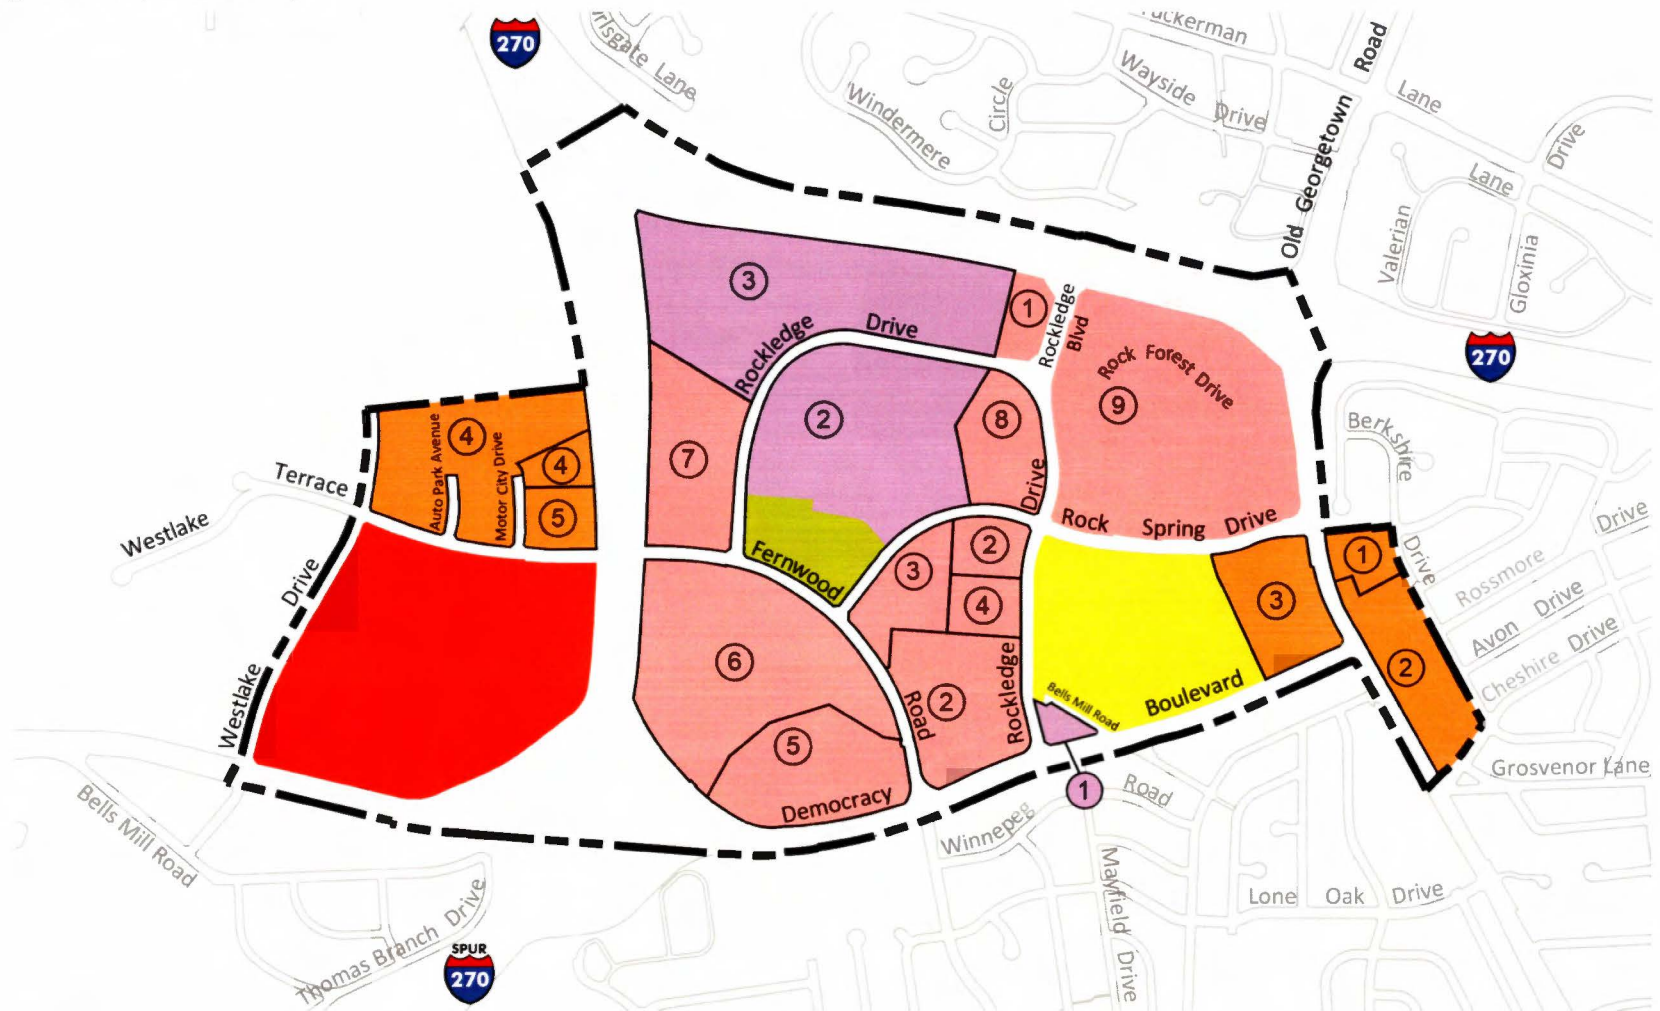 270
Lane
Tuckerman
Wayside
Drive
Circle
Windermere
Road
Old Georgetown
Lane
Lane
Drive
Valerian
Gloxinia
270
3
Rockledge
Drive
1
Rockledge
Blvd
Rock Forest Drive
9
2
8
7
Drive
4
Auto Park Avenue
Motor City Drive
4
5
Terrace
Westlake
Drive
Westlake
Fernwood
Rock Spring Drive
2
3
4
6
2
5
Road
Rockledge
Democracy
Bells Mill Road
Boulevard
3
1
2
1
Berkshire
Drive
Drive
Rossmore
Avon Drive
Cheshire Drive
Grosvenor Lane
Bells Mill Road
Thomas Branch Drive
SPUR
270
Winnepeg
Road
Mayfield Drive
Lone Oak Drive